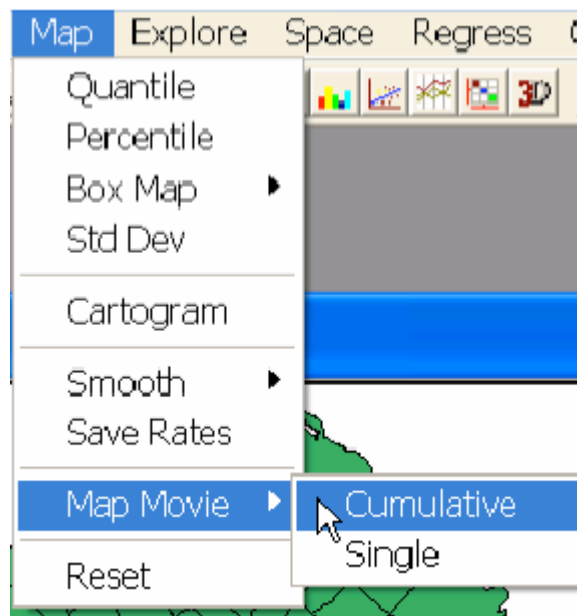 Map Explore Space Regress
3D
Quantile
Percentile
Box Map
Std Dev
Cartogram
Smooth
Save Rates
Map Movie
Cumulative
Single
Reset